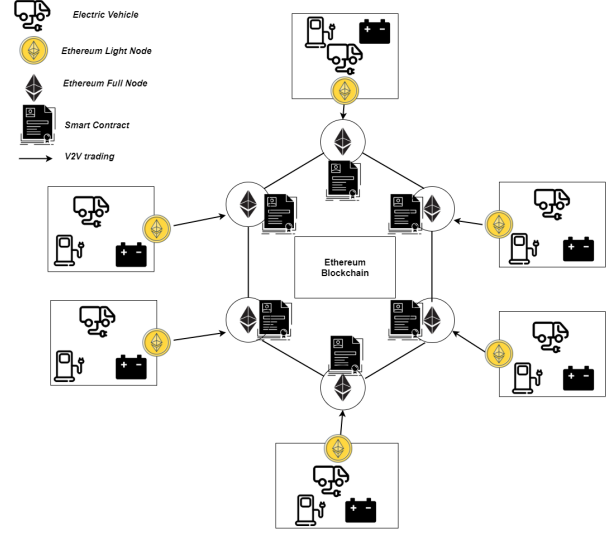 Electric Vehicle
Ethereum Light Node
Ethereum Full Node
Smart Contract
V2V trading
Ethereum
Blockchain